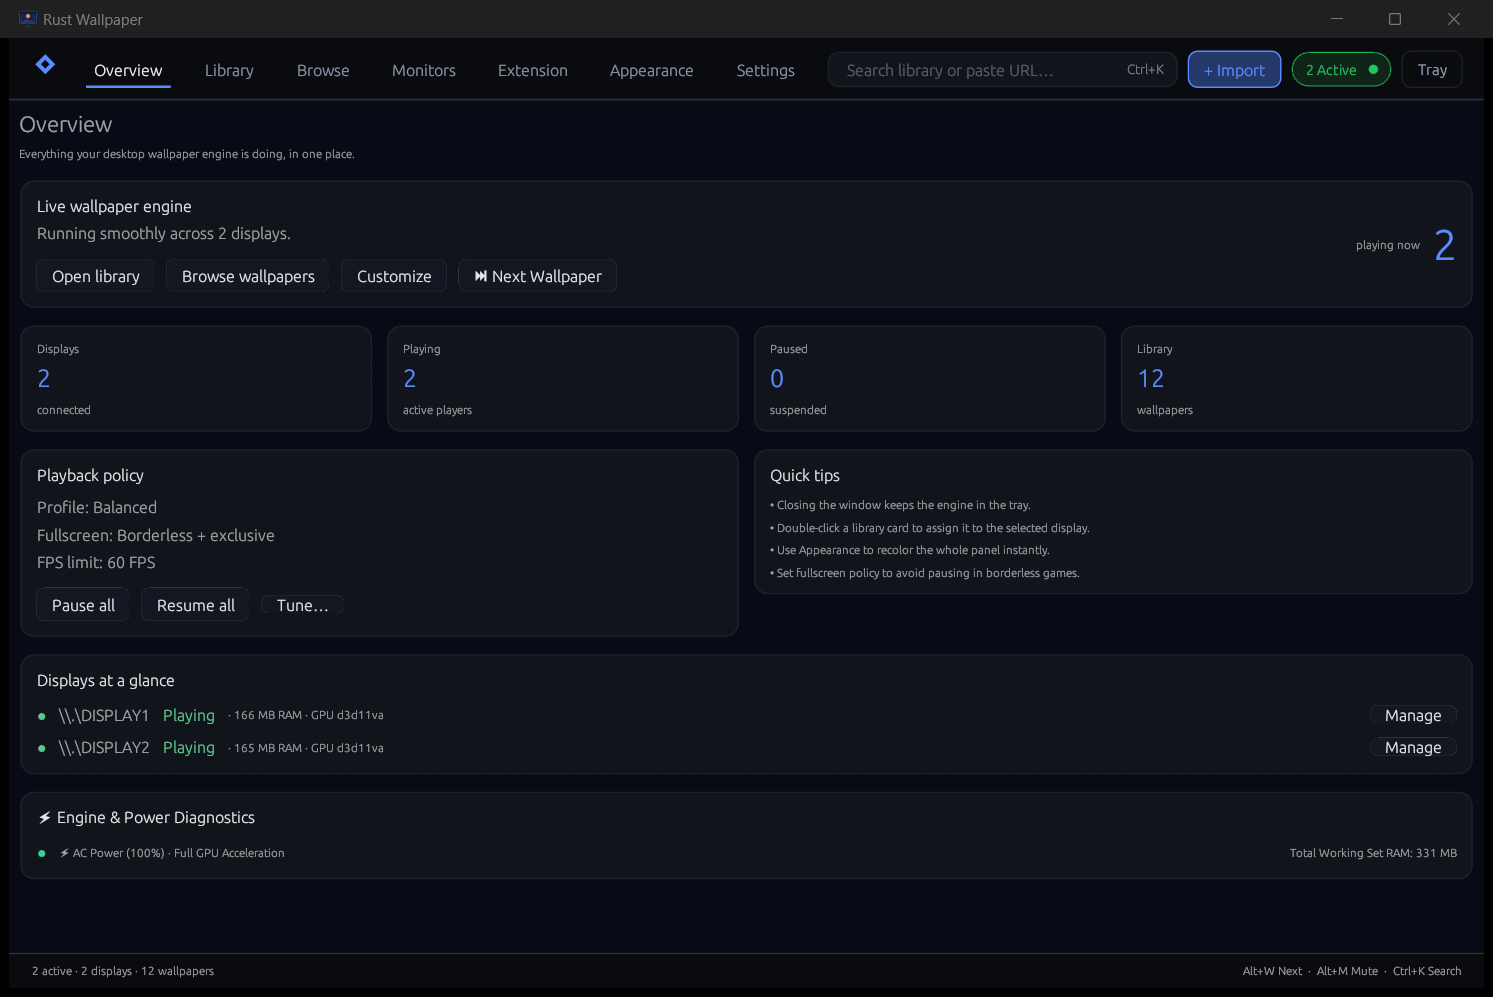 Rust Wallpaper
Overview Library Browse Monitors Extension Appearance Settings Search library or paste URL... Ctrl+K + Import 2 Active Tray
Overview
Everything your desktop wallpaper engine is doing, in one place.
Live wallpaper engine
Running smoothly across 2 displays.
playing now 2
Open library Browse wallpapers Customize ⏭ Next Wallpaper
Displays
2
connected
Playing
2
active players
Paused
0
suspended
Library
12
wallpapers
Playback policy
Profile: Balanced
Fullscreen: Borderless + exclusive
FPS limit: 60 FPS
Pause all Resume all Tune...
Quick tips
• Closing the window keeps the engine in the tray.
• Double-click a library card to assign it to the selected display.
• Use Appearance to recolor the whole panel instantly.
• Set fullscreen policy to avoid pausing in borderless games.
Displays at a glance
\\.\DISPLAY1 Playing · 166 MB RAM · GPU d3d11va Manage
\\.\DISPLAY2 Playing · 165 MB RAM · GPU d3d11va Manage
⚡ Engine & Power Diagnostics
⚡ AC Power (100%) · Full GPU Acceleration Total Working Set RAM: 331 MB
2 active · 2 displays · 12 wallpapers Alt+W Next · Alt+M Mute · Ctrl+K Search